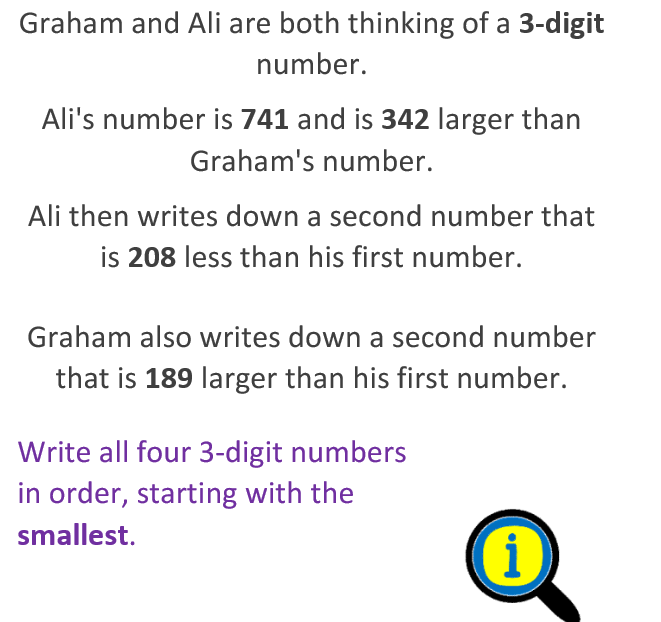 Graham and Ali are both thinking of a 3-digit
number.
Ali's number is 741 and is 342 larger than
Graham's number.
Ali then writes down a second number that
is 208 less than his first number.
Graham also writes down a second number
that is 189 larger than his first number.
Write all four 3-digit numbers
in order, starting with the
smallest.
i